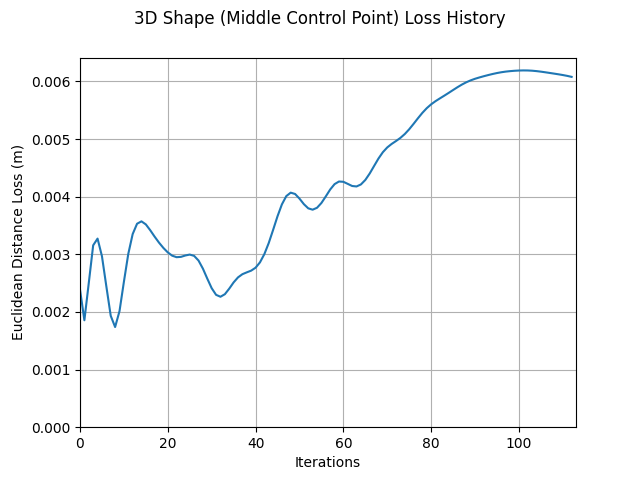 3D Shape (Middle Control Point) Loss History
0.006
0.005
0.004
0.003
0.002
0.001
0.000
Euclidean Distance Loss (m)
0 20 40 60 80 100
Iterations